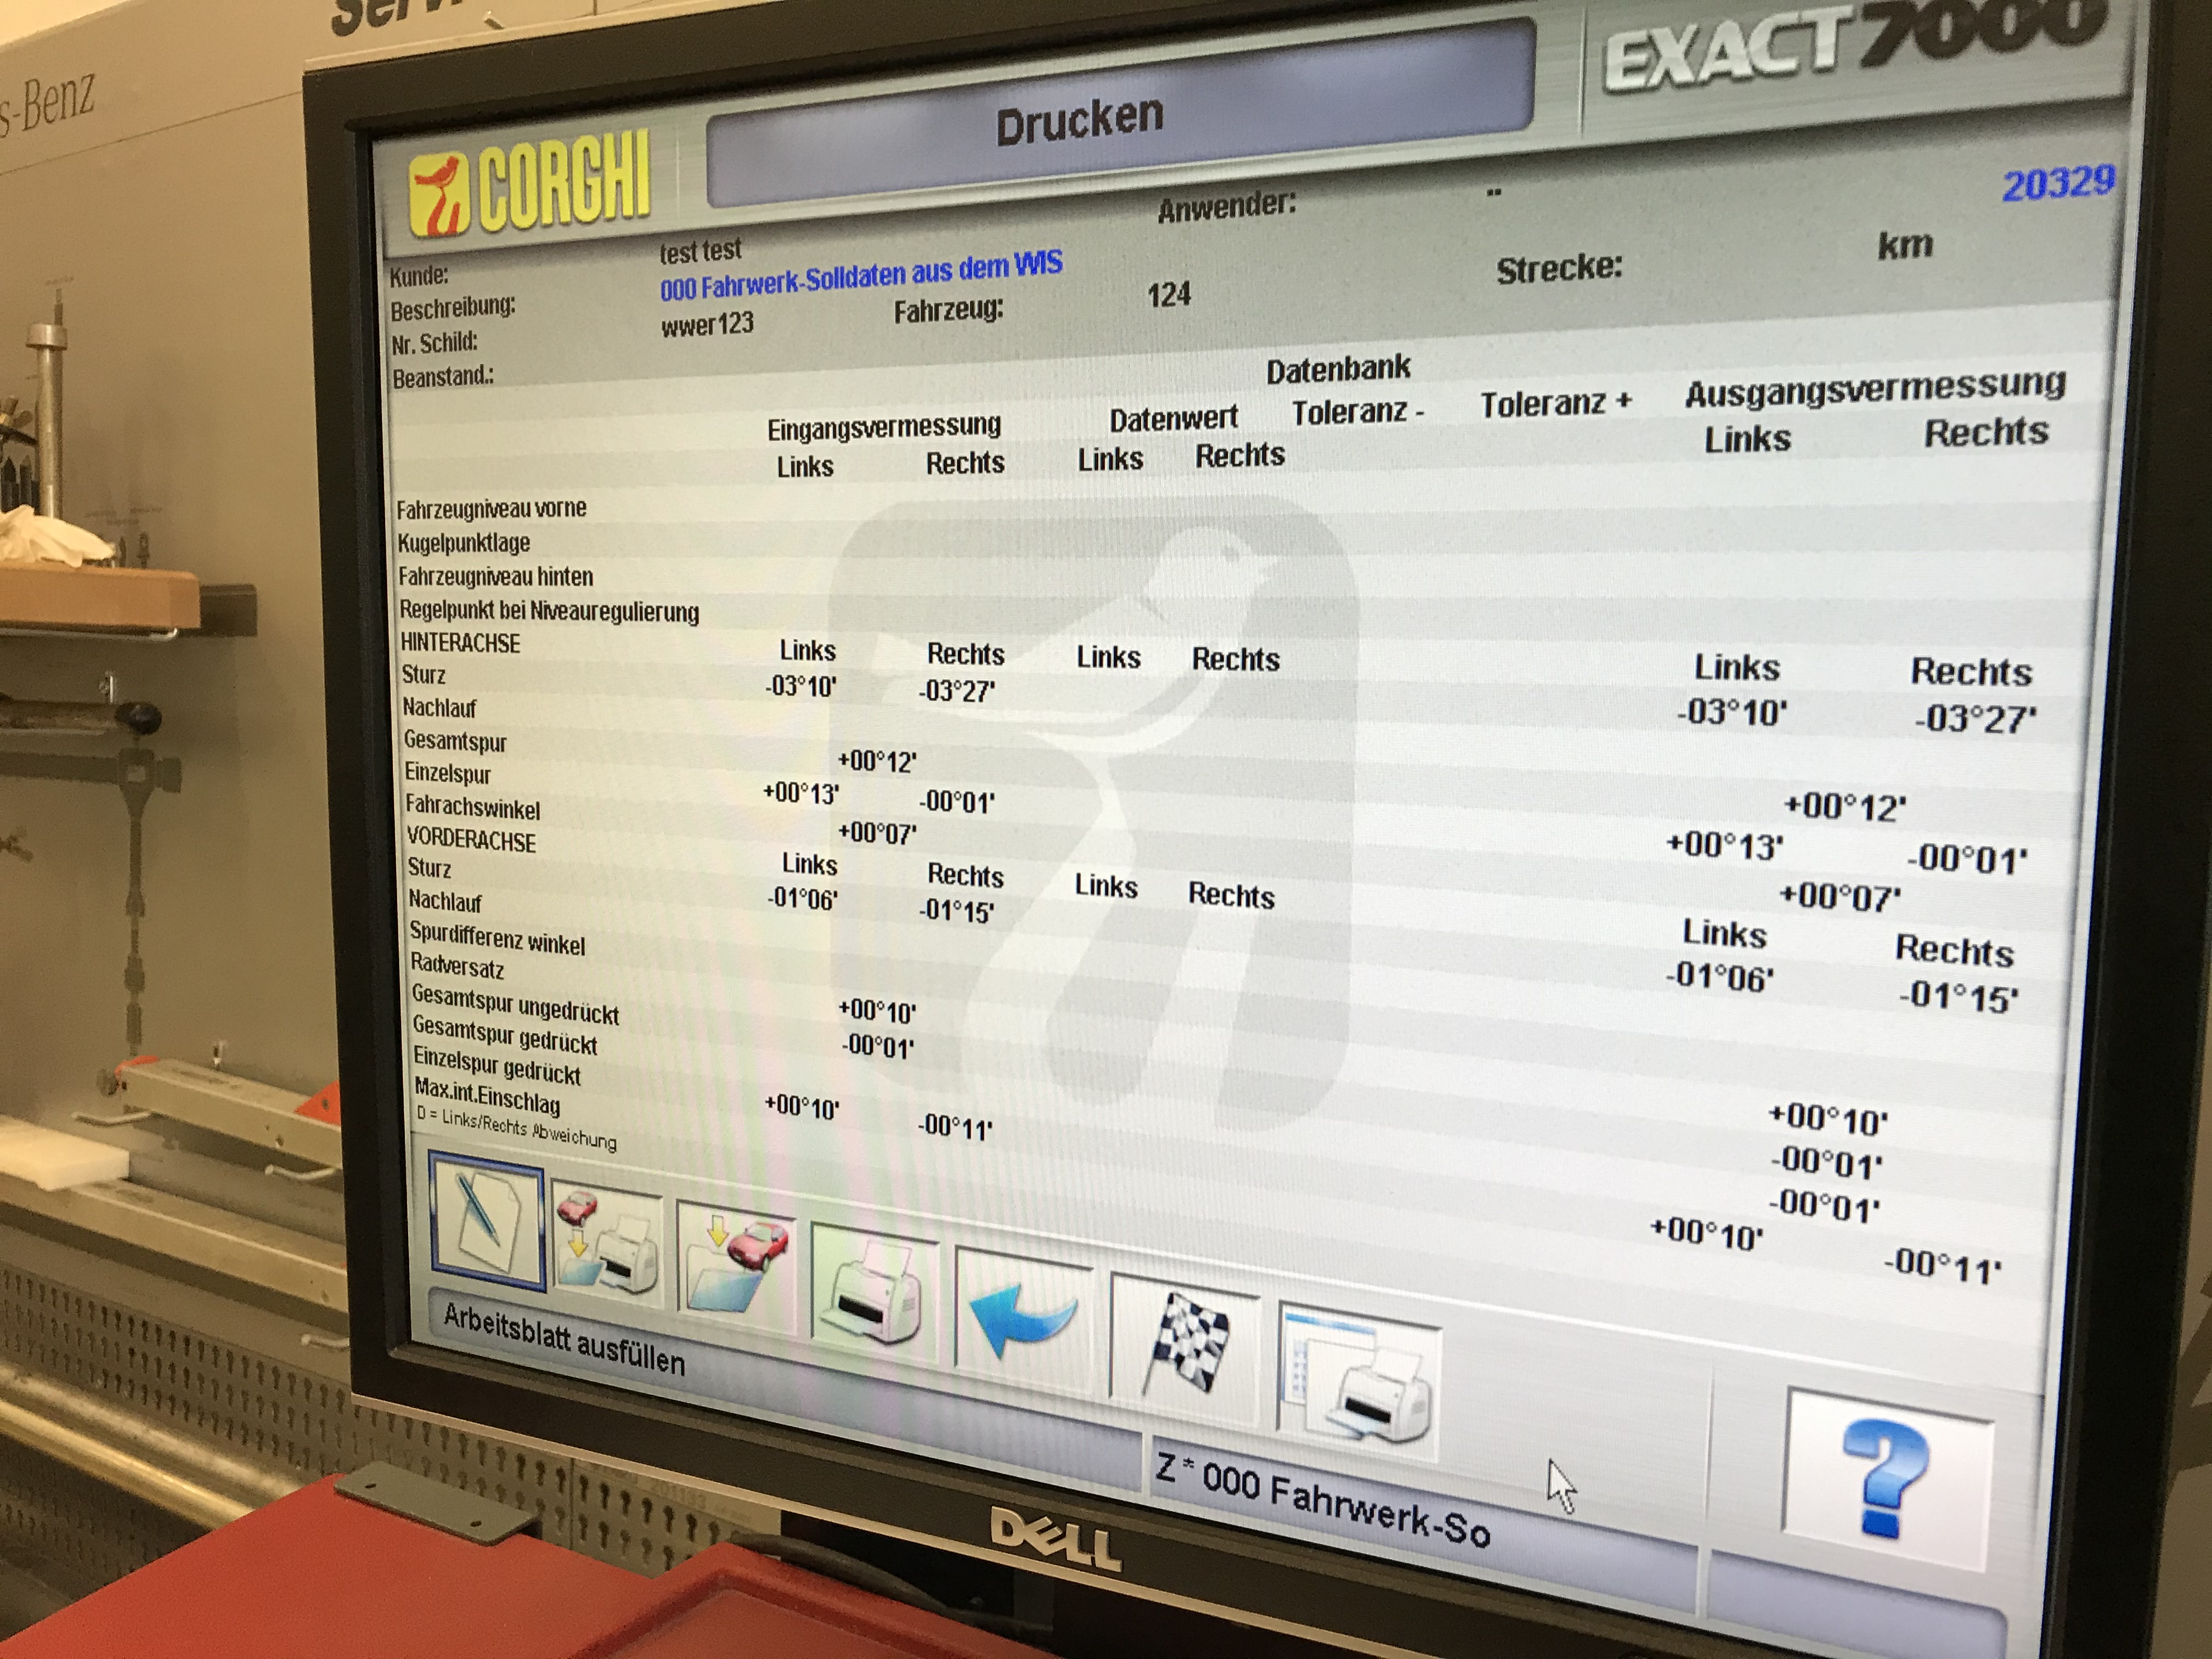 s-Benz
CORGHI
Drucken
EXACT 7000
20329
Kunde: test test Anwender: --
Beschreibung: 000 Fahrwerk-Solldaten aus dem WIS
Nr. Schild: wwer123 Fahrzeug: 124 Strecke: km
Beanstand.:
Datenbank
Eingangsvermessung Datenwert Toleranz - Toleranz + Ausgangsvermessung
Links Rechts Links Rechts Links Rechts
Fahrzeugniveau vorne
Kugelpunktlage
Fahrzeugniveau hinten
Regelpunkt bei Niveauregulierung
HINTERACHSE Links Rechts Links Rechts Links Rechts
Sturz -03°10' -03°27' -03°10' -03°27'
Nachlauf
Gesamtspur +00°12' +00°12'
Einzelspur +00°13' -00°01' +00°13' -00°01'
Fahrachswinkel +00°07' +00°07'
VORDERACHSE Links Rechts Links Rechts Links Rechts
Sturz -01°06' -01°15' -01°06' -01°15'
Nachlauf
Spurdifferenz winkel
Radversatz +00°10' +00°10'
Gesamtspur ungedrückt -00°01' -00°01'
Gesamtspur gedrückt -00°01'
Einzelspur gedrückt +00°10' -00°11' +00°10' -00°11'
Max.int.Einschlag
D = Links/Rechts Abweichung
Arbeitsblatt ausfüllen
Z * 000 Fahrwerk-So
DELL